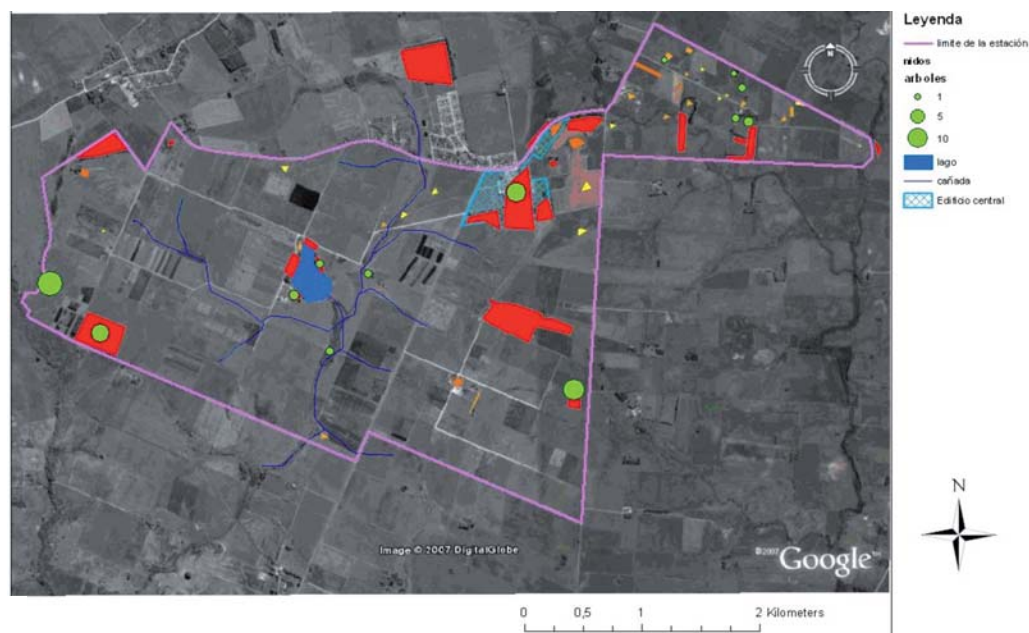 Leyenda
limite de la estación
nidos
arboles
1
5
10
lago
cañada
Edificio central
N
N
Image © 2007 DigitalGlobe
©2007 Google™
0 0,5 1 2 Kilometers